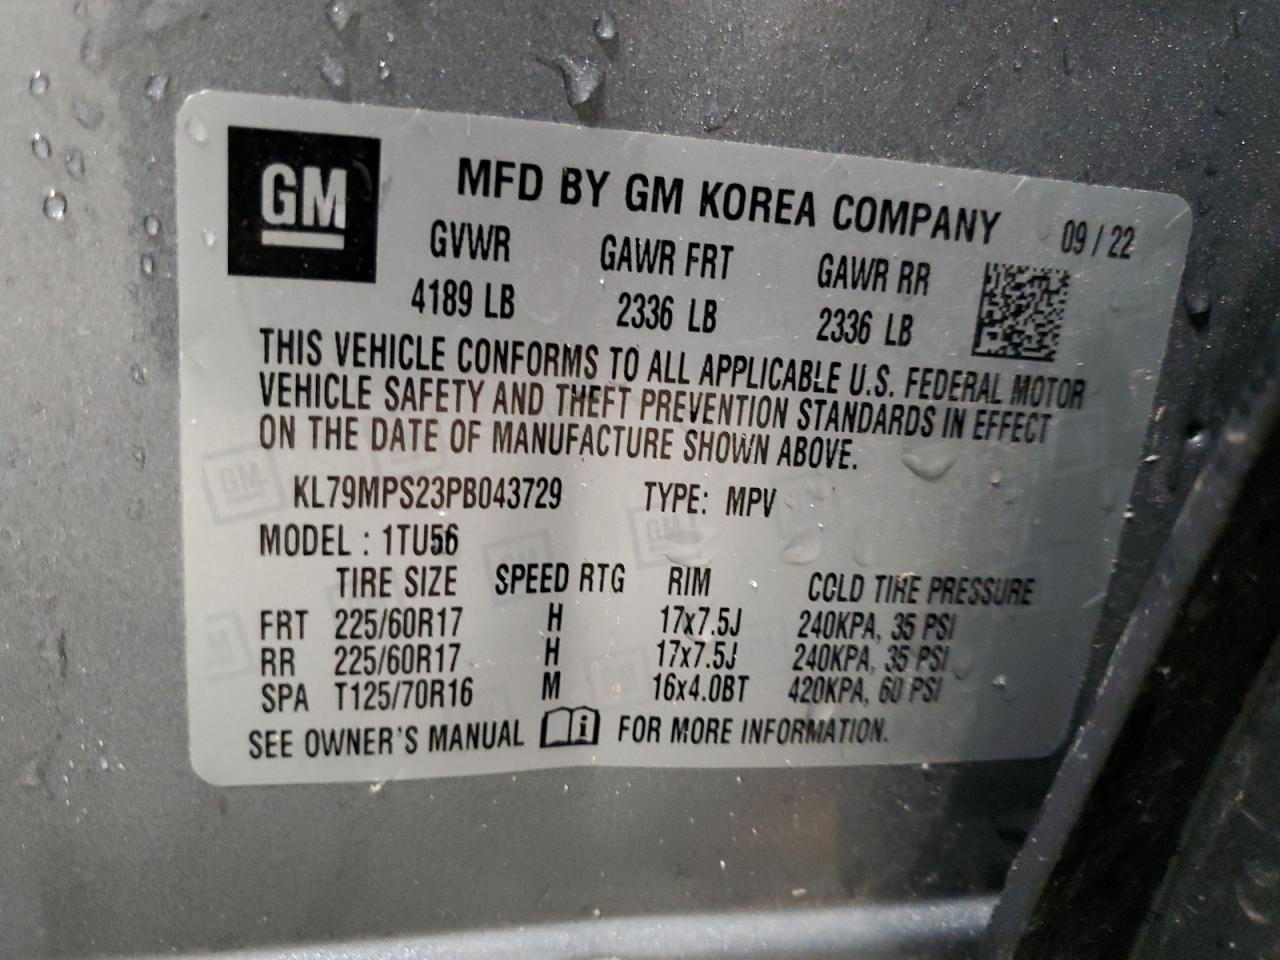 GM
MFD BY GM KOREA COMPANY 09 / 22
GVWR GAWR FRT GAWR RR
4189 LB 2336 LB 2336 LB
THIS VEHICLE CONFORMS TO ALL APPLICABLE U.S. FEDERAL MOTOR
VEHICLE SAFETY AND THEFT PREVENTION STANDARDS IN EFFECT
ON THE DATE OF MANUFACTURE SHOWN ABOVE.
KL79MPS23PB043729 TYPE: MPV
MODEL : 1TU56
TIRE SIZE SPEED RTG RIM COLD TIRE PRESSURE
FRT 225/60R17 H 17x7.5J 240KPA, 35 PSI
RR 225/60R17 H 17x7.5J 240KPA, 35 PSI
SPA T125/70R16 M 16x4.0BT 420KPA, 60 PSI
SEE OWNER'S MANUAL i FOR MORE INFORMATION.